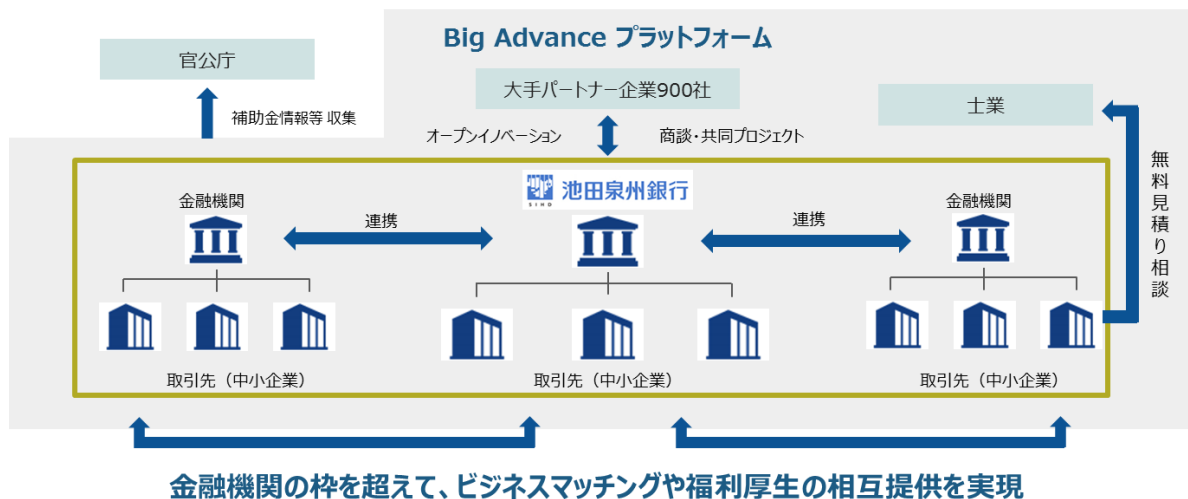 Big Advance プラットフォーム
官公庁
大手パートナー企業900社
士業
補助金情報等 収集
オープンイノベーション
商談・共同プロジェクト
無料見積り相談
SIHD
池田泉州銀行
金融機関
金融機関
連携
連携
取引先（中小企業）
取引先（中小企業）
取引先（中小企業）
金融機関の枠を超えて、ビジネスマッチングや福利厚生の相互提供を実現